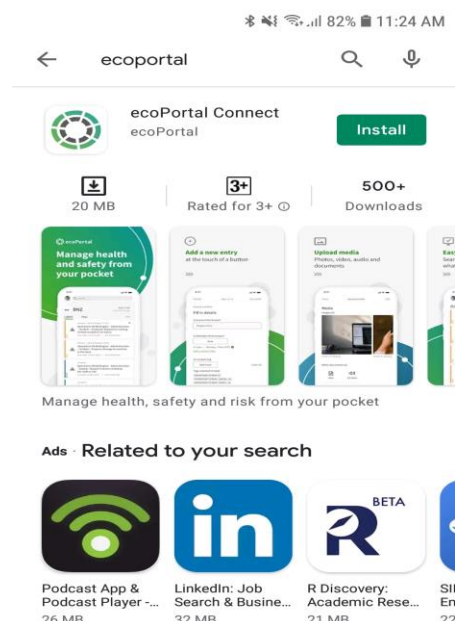 82% 11:24 AM
ecoportal
ecoPortal Connect
ecoPortal
Install
3+
500+
20 MB
Rated for 3+
Downloads
ecoPortal
Manage health
and safety from
your pocket
Add a new entry
at the touch of a button
Upload media
Photos, video, audio and
documents.
Manage health, safety and risk from your pocket
Ads · Related to your search
in
R
BETA
Podcast App &
Podcast Player -...
26 MB
LinkedIn: Job
Search & Busine...
32 MB
R Discovery:
Academic Rese...
21 MB